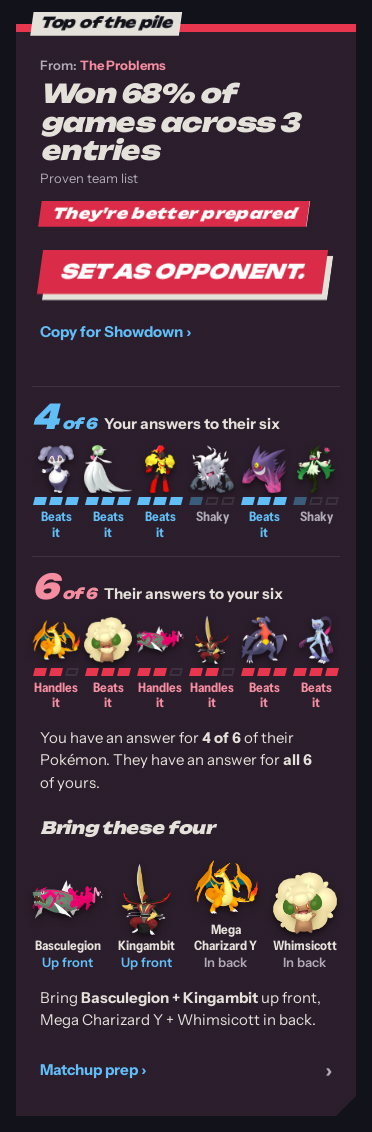 Top of the pile
From: TheProblems
Won 68% of
games across 3
entries
Proven team list
They're better prepared
SET AS OPPONENT.
Copy for Showdown ›
4 of 6 Your answers to their six
Beats it Beats it Beats it Shaky Beats it Shaky
6 of 6 Their answers to your six
Handles it Beats it Handles it Handles it Beats it Beats it
You have an answer for 4 of 6 of their
Pokémon. They have an answer for all 6
of yours.
Bring these four
Basculegion Kingambit Mega Charizard Y Whimsicott
Up front Up front In back In back
Bring Basculegion + Kingambit up front,
Mega Charizard Y + Whimsicott in back.
Matchup prep › ›